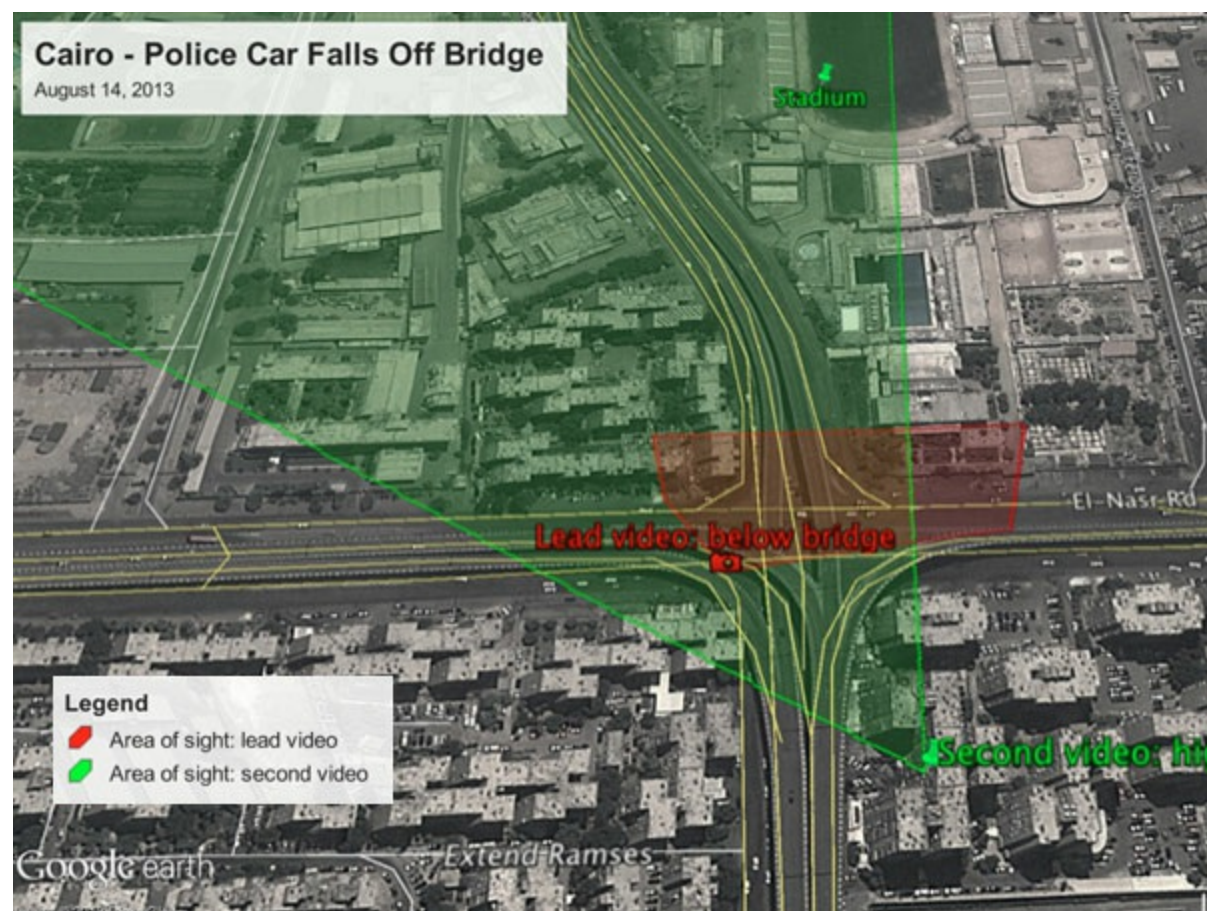 Cairo - Police Car Falls Off Bridge
August 14, 2013
Stadium
El-Nasr Rd
Lead video: below bridge
Second video: hi
Legend
Area of sight: lead video
Area of sight: second video
Extend Ramses
Google earth